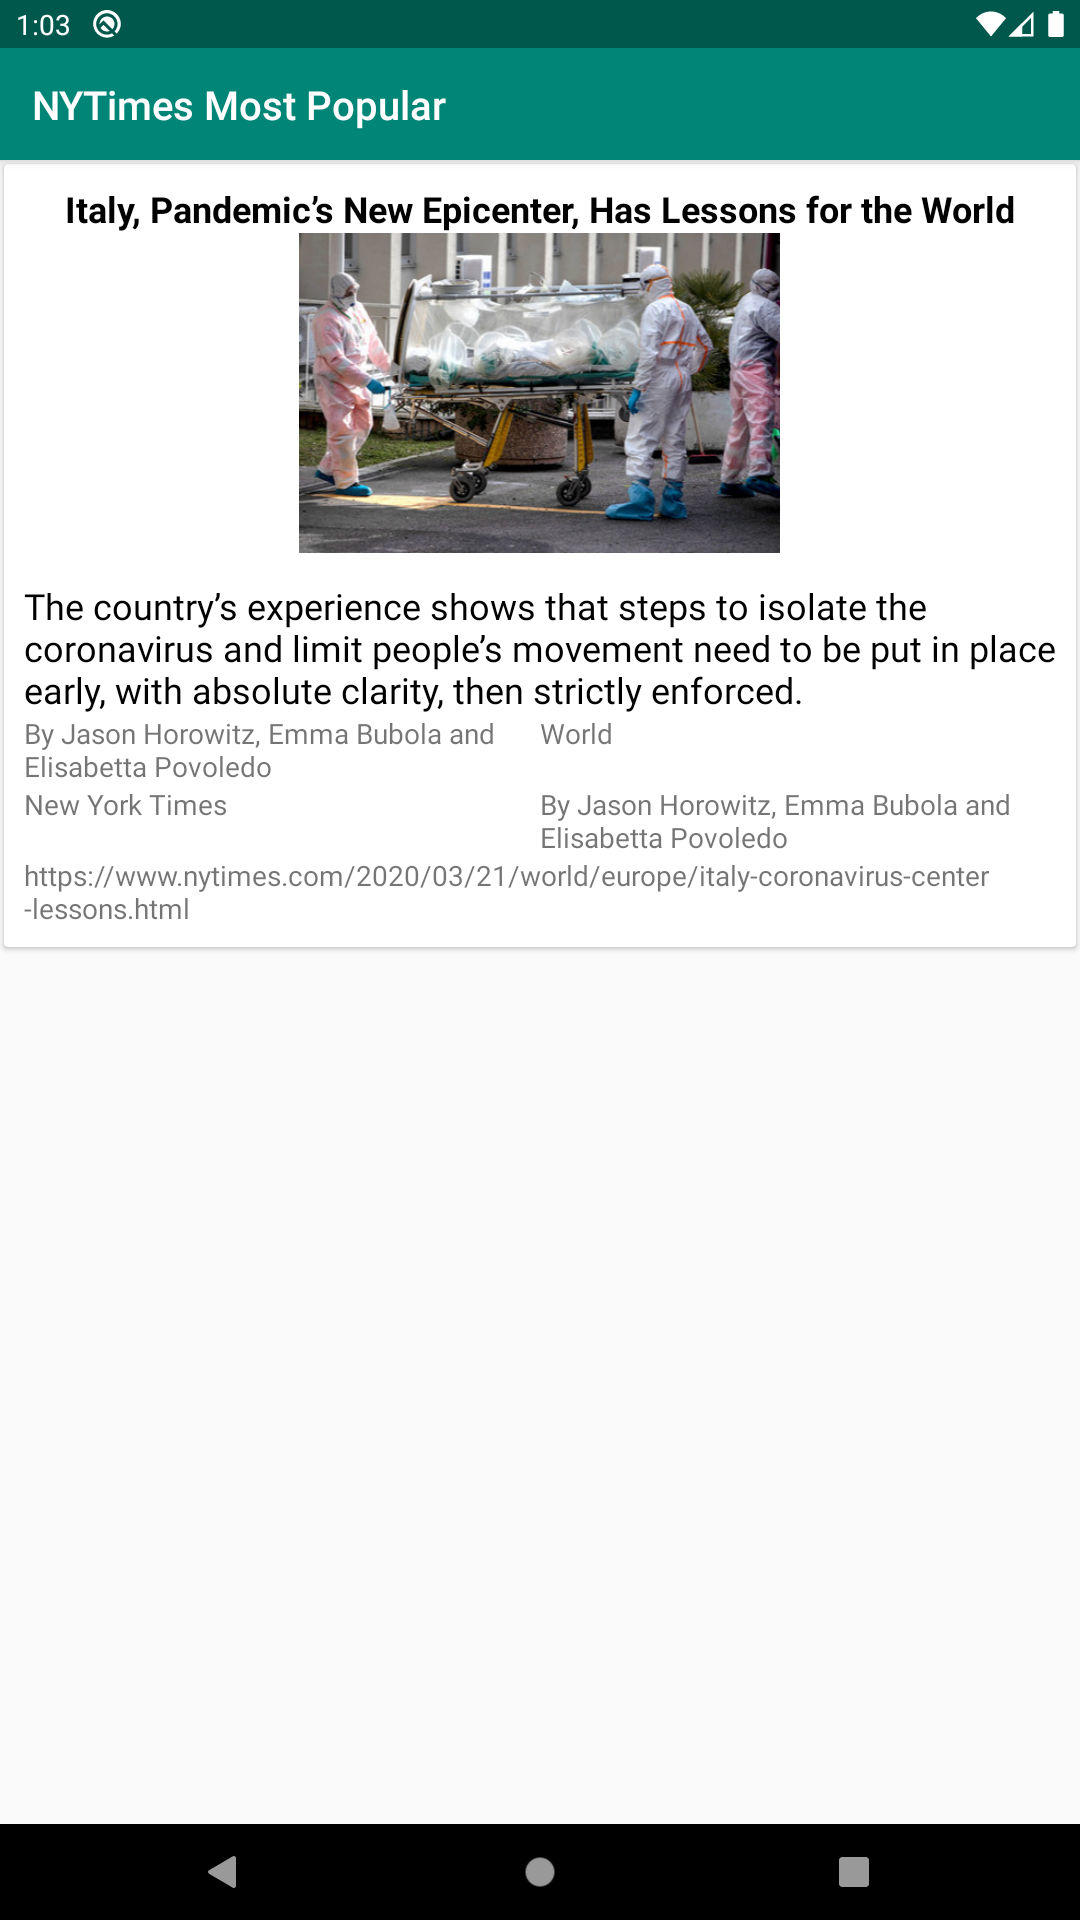 1:03
NYTimes Most Popular
Italy, Pandemic’s New Epicenter, Has Lessons for the World
The country’s experience shows that steps to isolate the
coronavirus and limit people’s movement need to be put in place
early, with absolute clarity, then strictly enforced.
By Jason Horowitz, Emma Bubola and
Elisabetta Povoledo
World
New York Times
By Jason Horowitz, Emma Bubola and
Elisabetta Povoledo
https://www.nytimes.com/2020/03/21/world/europe/italy-coronavirus-center
-lessons.html